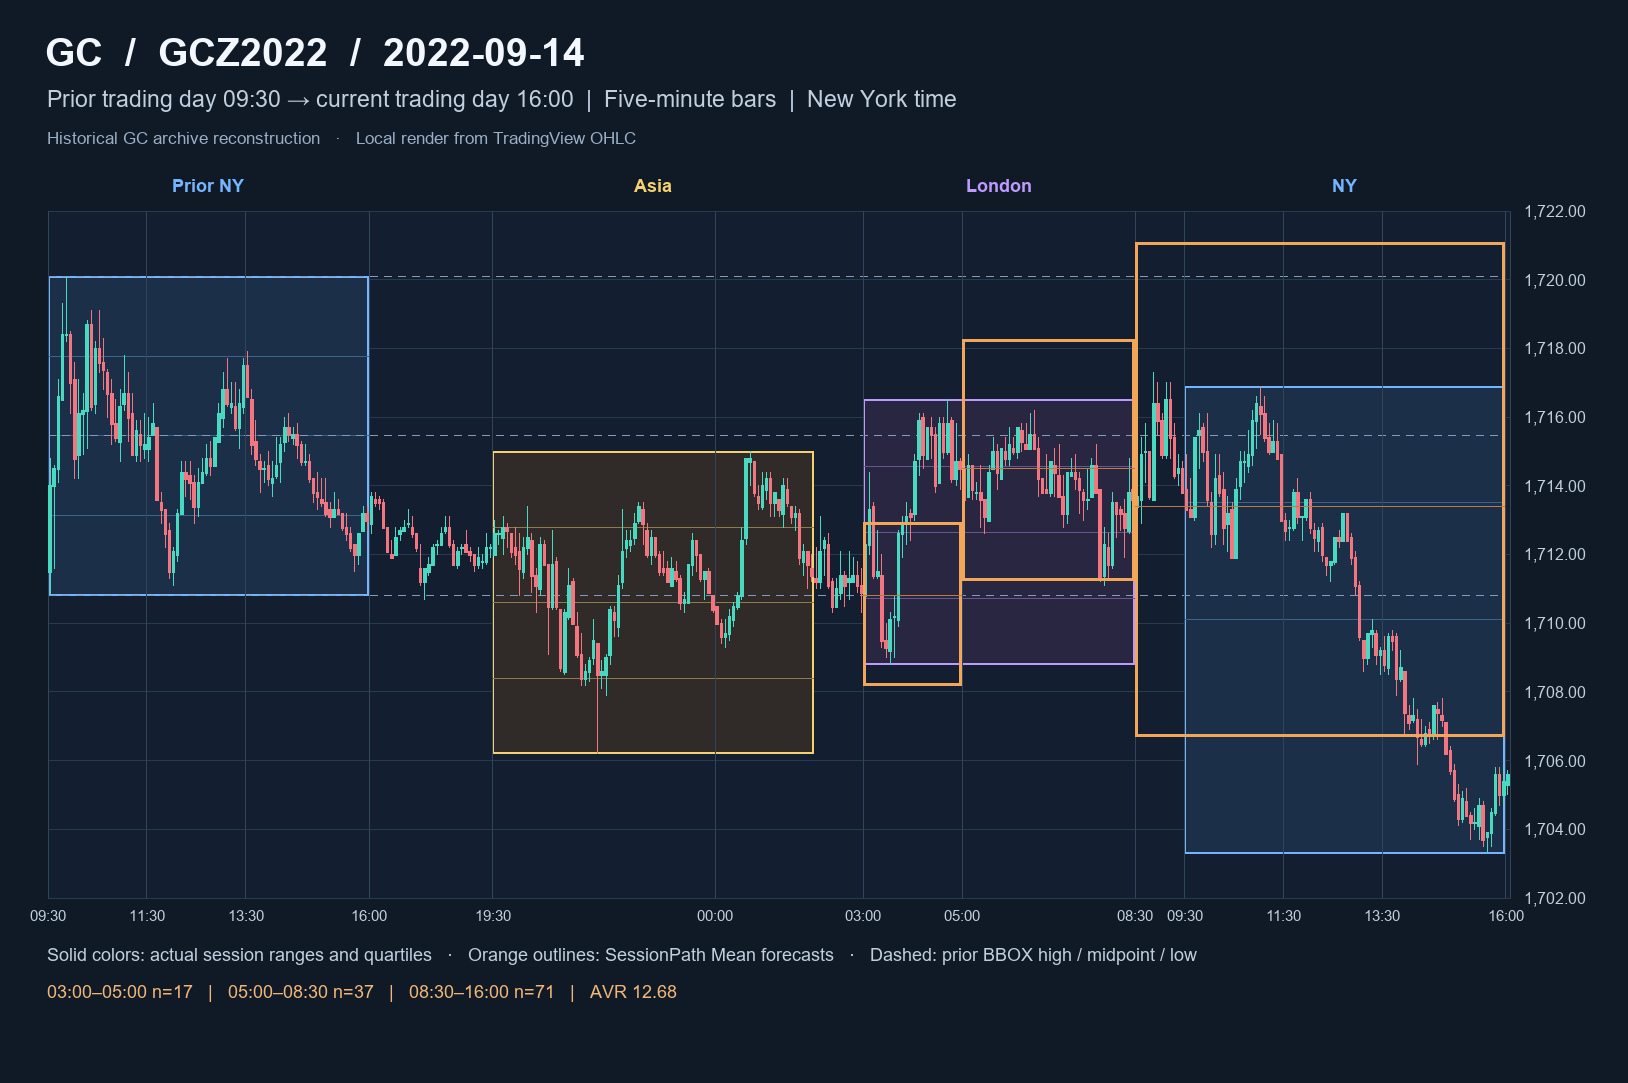 GC / GCZ2022 / 2022-09-14
Prior trading day 09:30 → current trading day 16:00 | Five-minute bars | New York time
Historical GC archive reconstruction · Local render from TradingView OHLC
Prior NY Asia London NY
1,722.00
1,720.00
1,718.00
1,716.00
1,714.00
1,712.00
1,710.00
1,708.00
1,706.00
1,704.00
1,702.00
09:30 11:30 13:30 16:00 19:30 00:00 03:00 05:00 08:30 09:30 11:30 13:30 16:00
Solid colors: actual session ranges and quartiles · Orange outlines: SessionPath Mean forecasts · Dashed: prior BBOX high / midpoint / low
03:00–05:00 n=17 | 05:00–08:30 n=37 | 08:30–16:00 n=71 | AVR 12.68